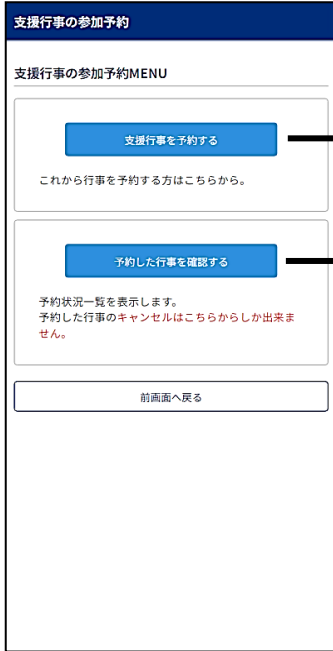 支援行事の参加予約
支援行事の参加予約MENU
支援行事を予約する
これから行事を予約する方はこちらから。
予約した行事を確認する
予約状況一覧を表示します。
予約した行事のキャンセルはこちらからしか出来ま
せん。
前画面へ戻る